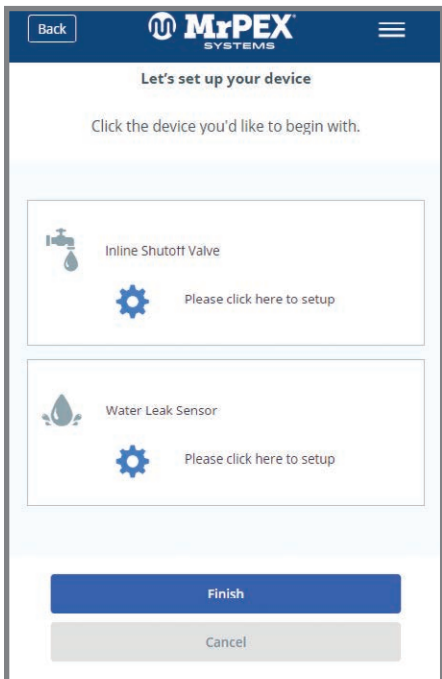 Back
MrPEX
SYSTEMS
Let's set up your device
Click the device you'd like to begin with.
Inline Shutoff Valve
Please click here to setup
Water Leak Sensor
Please click here to setup
Finish
Cancel